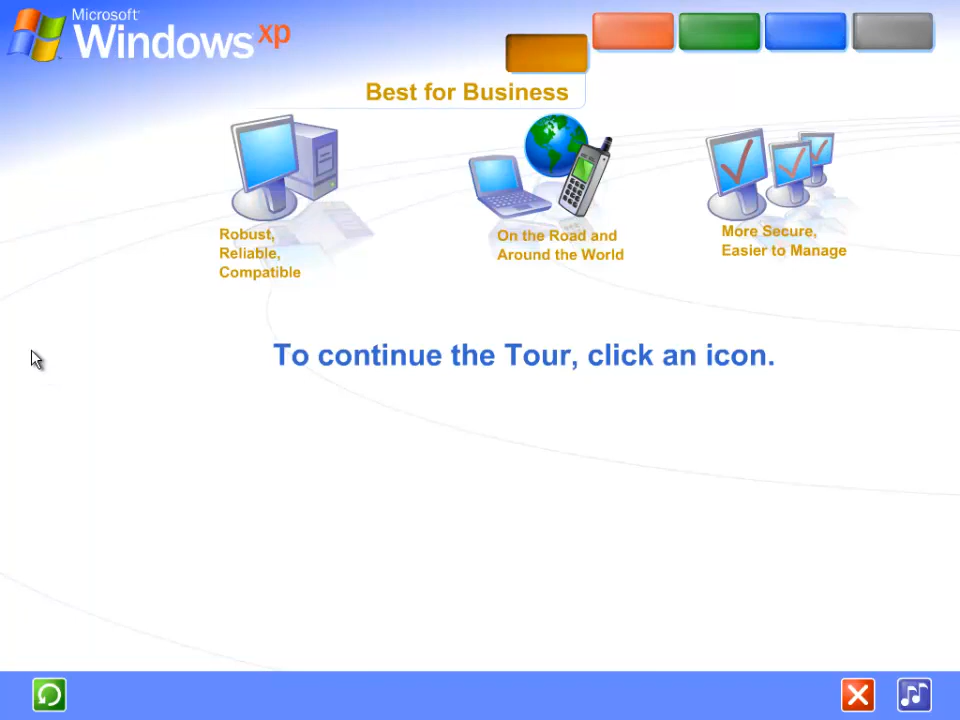 Microsoft®
Windows xp
Best for Business
Robust,
Reliable,
Compatible
On the Road and
Around the World
More Secure,
Easier to Manage
To continue the Tour, click an icon.